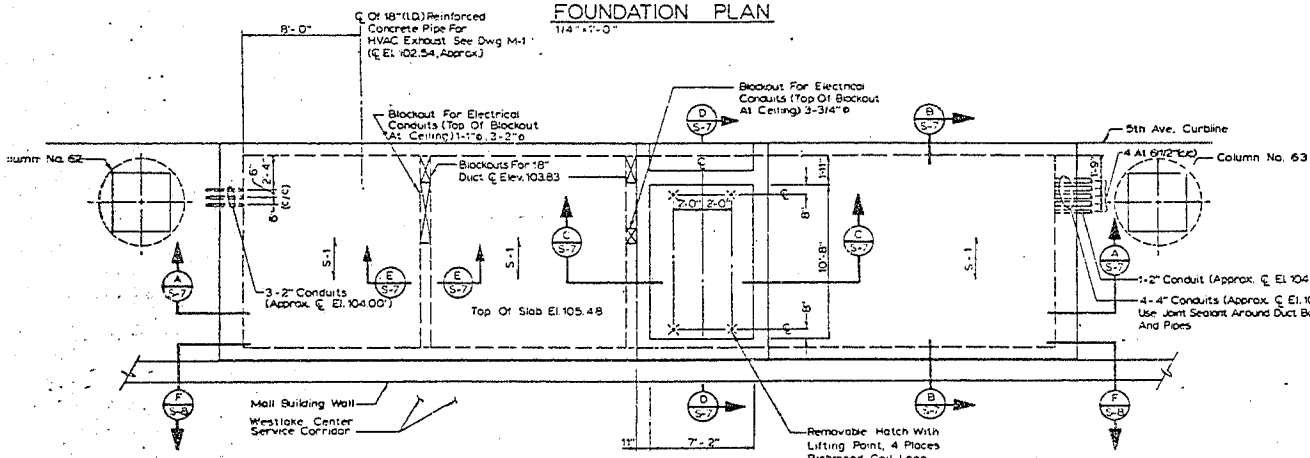 FOUNDATION PLAN
1/4" = 1'-0"
8'-0"
℄ Of 18" (I.D.) Reinforced
Concrete Pipe For
HVAC Exhaust See Dwg M-1
(℄ El. 102.54, Approx.)
Blockout For Electrical
Conduits (Top Of Blockout
At Ceiling) 1-1"ø, 3-2"ø
Blockouts For 18"
Duct ℄ Elev. 103.83
Blockout For Electrical
Conduits (Top Of Blockout
At Ceiling) 3-3/4"ø
D
S-7
B
S-7
5th Ave. Curbline
Column No. 62
Column No. 63
4 At 6 1/2" (c/c)
1'-9"
6"
2'-4"
6"
(C/C)
℄
1'-11"
2'-0"
8"
℄
10'-8"
8"
℄
S-1
S-1
S-1
A
S-7
E
S-7
E
S-7
C
S-7
C
S-7
A
S-7
3-2" Conduits
(Approx. ℄ El. 104.00')
Top Of Slab El. 105.48
1-2" Conduit (Approx. ℄ El. 104
4-4" Conduits (Approx. ℄ El.
Use Joint Sealant Around Duct
And Pipes
F
S-8
Mall Building Wall
Westlake Center
Service Corridor
D
S-7
B
S-7
F
S-8
11"
7'-2"
Removable Hatch With
Lifting Point, 4 Places